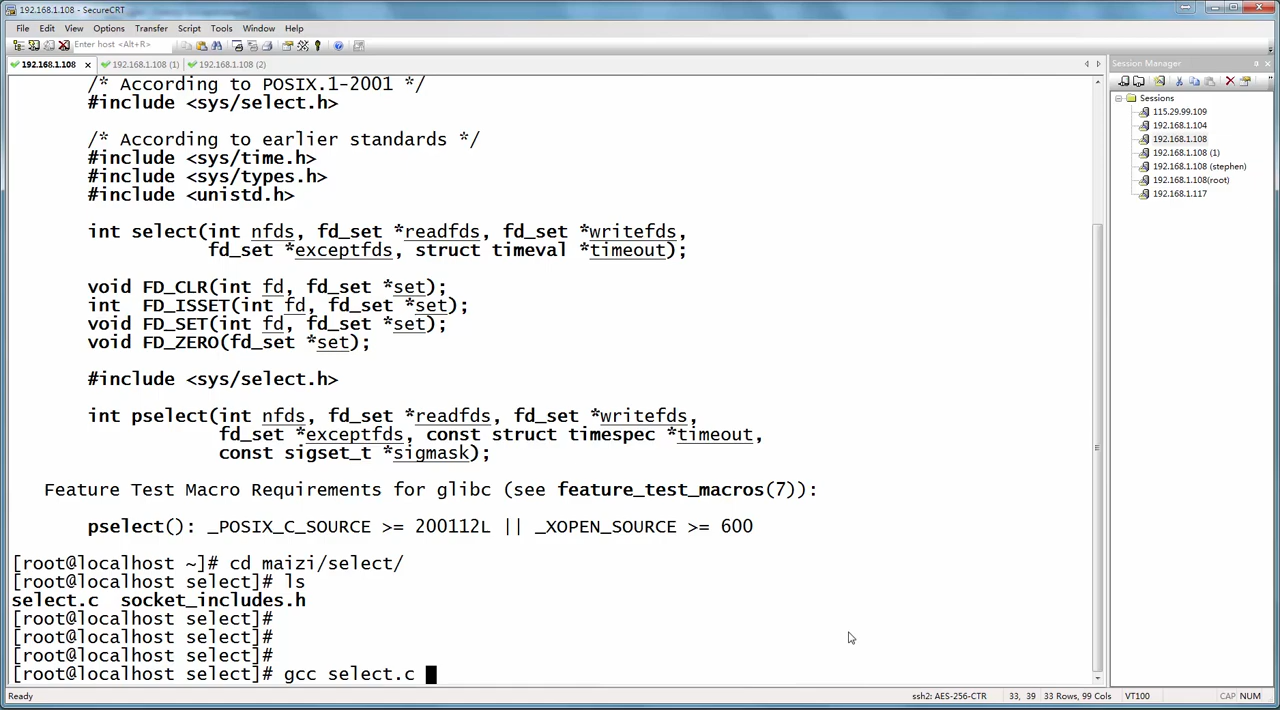 192.168.1.108 - SecureCRT
File Edit View Options Transfer Script Tools Window Help
Enter host <Alt+R>
192.168.1.108 192.168.1.108 (1) 192.168.1.108 (2)
/* According to POSIX.1-2001 */
#include <sys/select.h>
/* According to earlier standards */
#include <sys/time.h>
#include <sys/types.h>
#include <unistd.h>
int select(int nfds, fd_set *readfds, fd_set *writefds,
fd_set *exceptfds, struct timeval *timeout);
void FD_CLR(int fd, fd_set *set);
int  FD_ISSET(int fd, fd_set *set);
void FD_SET(int fd, fd_set *set);
void FD_ZERO(fd_set *set);
#include <sys/select.h>
int pselect(int nfds, fd_set *readfds, fd_set *writefds,
fd_set *exceptfds, const struct timespec *timeout,
const sigset_t *sigmask);
Feature Test Macro Requirements for glibc (see feature_test_macros(7)):
pselect(): _POSIX_C_SOURCE >= 200112L || _XOPEN_SOURCE >= 600
[root@localhost ~]# cd maizi/select/
[root@localhost select]# ls
select.c  socket_includes.h
[root@localhost select]#
[root@localhost select]#
[root@localhost select]#
[root@localhost select]# gcc select.c
Session Manager
Sessions
115.29.99.109
192.168.1.104
192.168.1.108
192.168.1.108 (1)
192.168.1.108 (stephen)
192.168.1.108(root)
192.168.1.117
Ready ssh2: AES-256-CTR 33, 39 33 Rows, 99 Cols VT100 CAP NUM